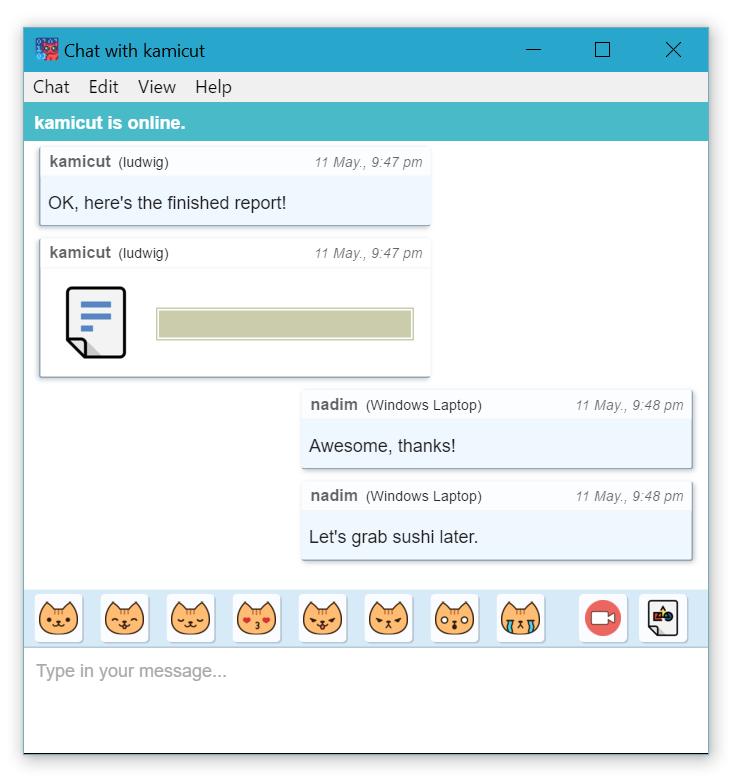 Chat with kamicut
Chat Edit View Help
kamicut is online.
kamicut (ludwig) 11 May., 9:47 pm
OK, here's the finished report!
kamicut (ludwig) 11 May., 9:47 pm
nadim (Windows Laptop) 11 May., 9:48 pm
Awesome, thanks!
nadim (Windows Laptop) 11 May., 9:48 pm
Let's grab sushi later.
Type in your message...